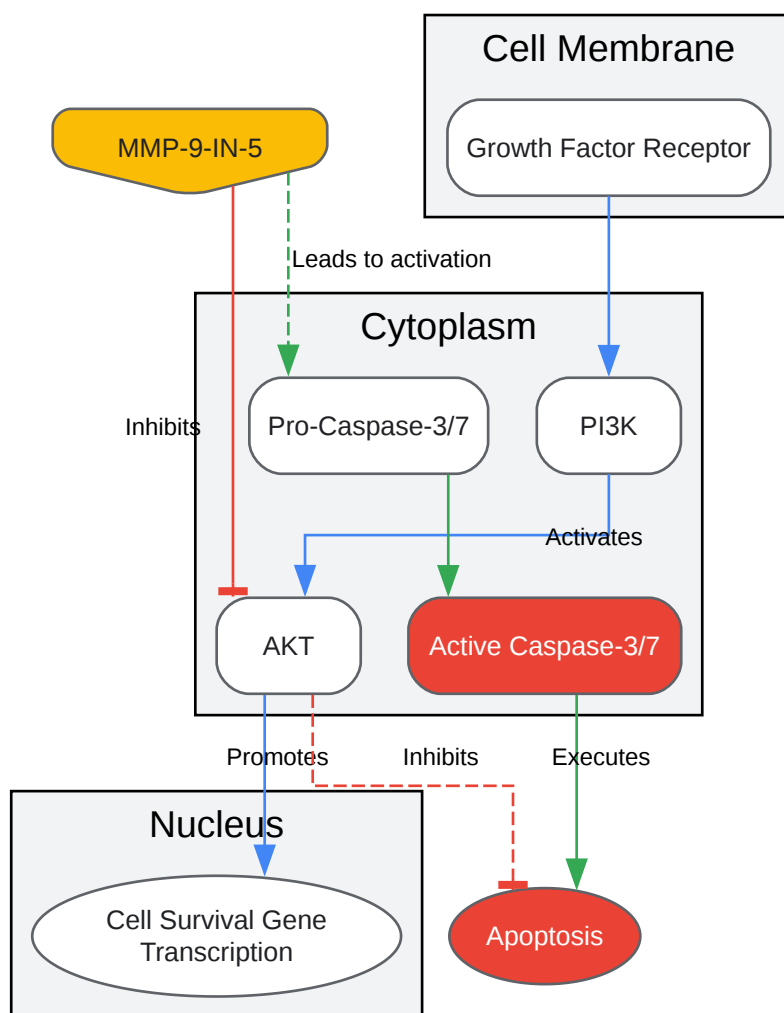 Cell Membrane
MMP-9-IN-5
Growth Factor Receptor
Leads to activation
Cytoplasm
Inhibits
Pro-Caspase-3/7
PI3K
Activates
AKT
Active Caspase-3/7
Promotes
Inhibits
Executes
Nucleus
Cell Survival Gene
Transcription
Apoptosis